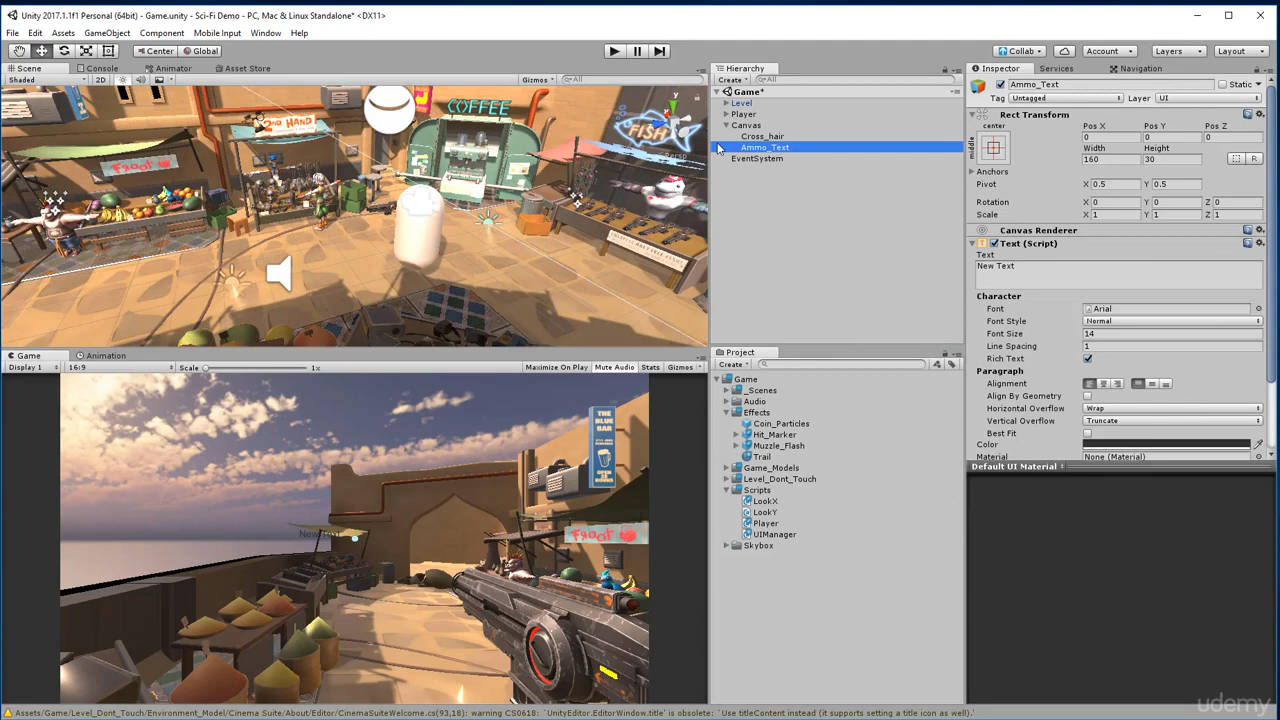 Unity 2017.1.1f1 Personal (64bit) - Game.unity - Sci-Fi Demo - PC, Mac & Linux Standalone* <DX11>
File Edit Assets GameObject Component Mobile Input Window Help
Center Global Collab Account Layers Layout
Scene Console Animator Asset Store
Shaded 2D Gizmos All
COFFEE
FISH
FROOT
Persp
Hierarchy
Create All
Game*
Level
Player
Canvas
Cross_hair
Ammo_Text
EventSystem
Inspector Services Navigation
Ammo_Text Static
Tag Untagged Layer UI
Rect Transform
center
middle
Pos X Pos Y Pos Z
0 0 0
Width Height
160 30
R
Anchors
Pivot X 0.5 Y 0.5
Rotation X 0 Y 0 Z 0
Scale X 1 Y 1 Z 1
Canvas Renderer
Text (Script)
Text
New Text
Character
Font Arial
Font Style Normal
Font Size 14
Line Spacing 1
Rich Text
Paragraph
Alignment
Align By Geometry
Horizontal Overflow Wrap
Vertical Overflow Truncate
Best Fit
Color
Material None (Material)
Default UI Material
Game Animation
Display 1 16:9 Scale 1x Maximize On Play Mute Audio Stats Gizmos
THE
BLUE
BAR
FROOT
Project
Create
Game
_Scenes
Audio
Effects
Coin_Particles
Hit_Marker
Muzzle_Flash
Trail
Game_Models
Level_Dont_Touch
Scripts
LookX
LookY
Player
UIManager
Skybox
Assets/Game/Level_Dont_Touch/Environment_Model/Cinema Suite/About/Editor/CinemaSuiteWelcome.cs(93,18): warning CS0618: `UnityEditor.EditorWindow.title' is obsolete: `Use titleContent instead (it supports setting a title icon as well).'
udemy